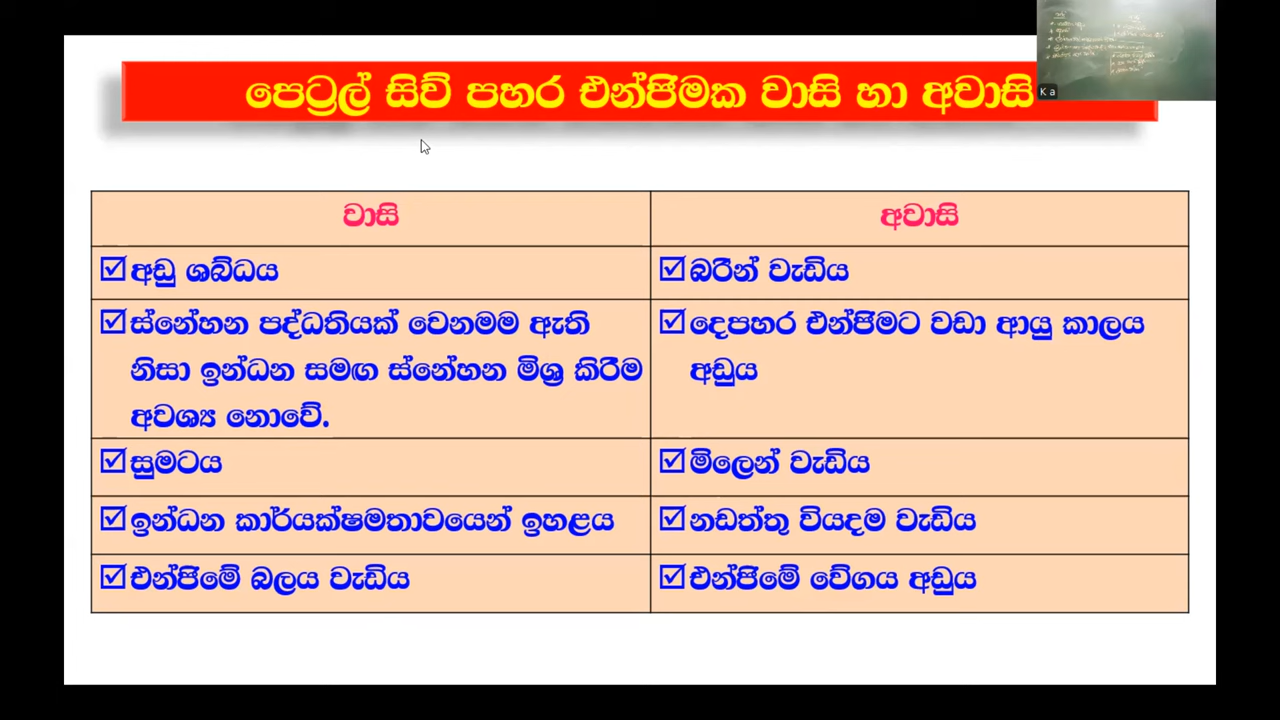 පෙට්‍රල් සිව් පහර එන්ජිමක වාසි හා අවාසි
K a
වාසි
අවාසි
අඩු ශබ්ධය
බරින් වැඩිය
ස්නේහන පද්ධතියක් වෙනමම ඇති
නිසා ඉන්ධන සමඟ ස්නේහන මිශ්‍ර කිරීම
අවශ්‍ය නොවේ.
දෙපහර එන්ජිමට වඩා ආයු කාලය
අඩුය
සුමටය
මිලෙන් වැඩිය
ඉන්ධන කාර්යක්ෂමතාවයෙන් ඉහළය
නඩත්තු වියදම වැඩිය
එන්ජිමේ බලය වැඩිය
එන්ජිමේ වේගය අඩුය